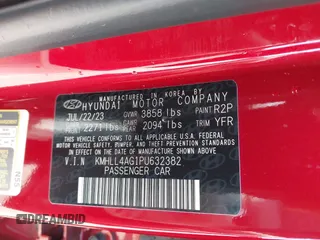 MANUFACTURED IN KOREA BY
HYUNDAI MOTOR COMPANY
JUL/22/23 GVWR 3858 lbs PAINT R2P
2271 lbs 2094 lbs TRIM YFR
THIS VEHICLE CONFORMS TO ALL APPLICABLE
U.S. FEDERAL MOTOR VEHICLE SAFETY, BUMPER,
AND THEFT PREVENTION STANDARDS IN EFFECT ON
THE DATE OF MANUFACTURE SHOWN ABOVE.
V.I.N KMHLL4AG1PU632382
PASSENGER CAR
DREAMBID